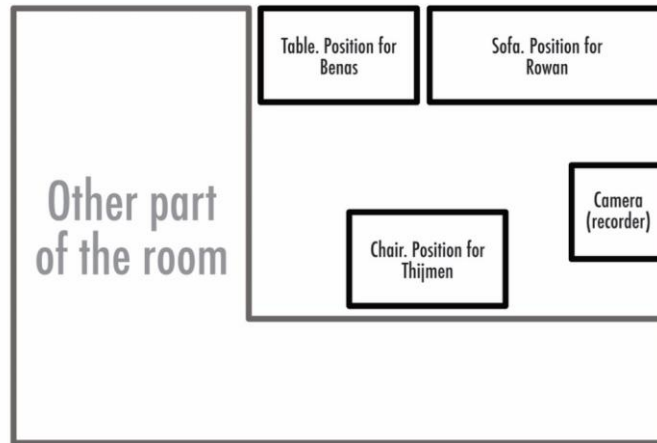 Table. Position for
Benas
Sofa. Position for
Rowan
Other part
of the room
Camera
(recorder)
Chair. Position for
Thijmen